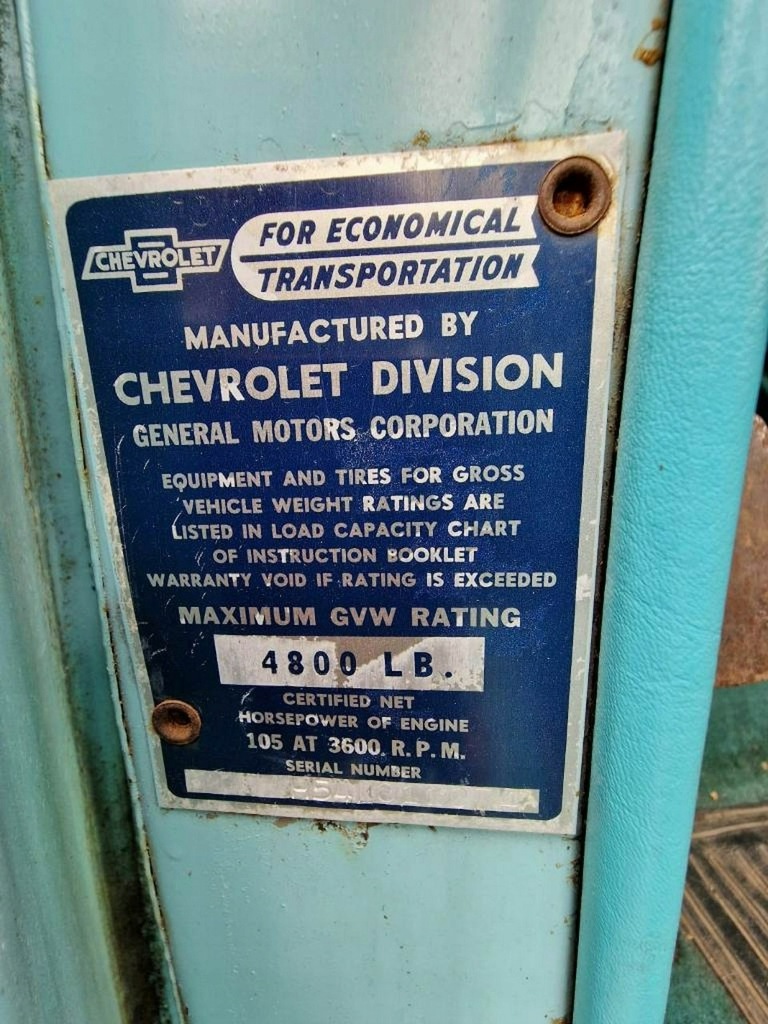 CHEVROLET
FOR ECONOMICAL
TRANSPORTATION
MANUFACTURED BY
CHEVROLET DIVISION
GENERAL MOTORS CORPORATION
EQUIPMENT AND TIRES FOR GROSS
VEHICLE WEIGHT RATINGS ARE
LISTED IN LOAD CAPACITY CHART
OF INSTRUCTION BOOKLET
WARRANTY VOID IF RATING IS EXCEEDED
MAXIMUM GVW RATING
4800 LB.
CERTIFIED NET
HORSEPOWER OF ENGINE
105 AT 3600 R.P.M.
SERIAL NUMBER